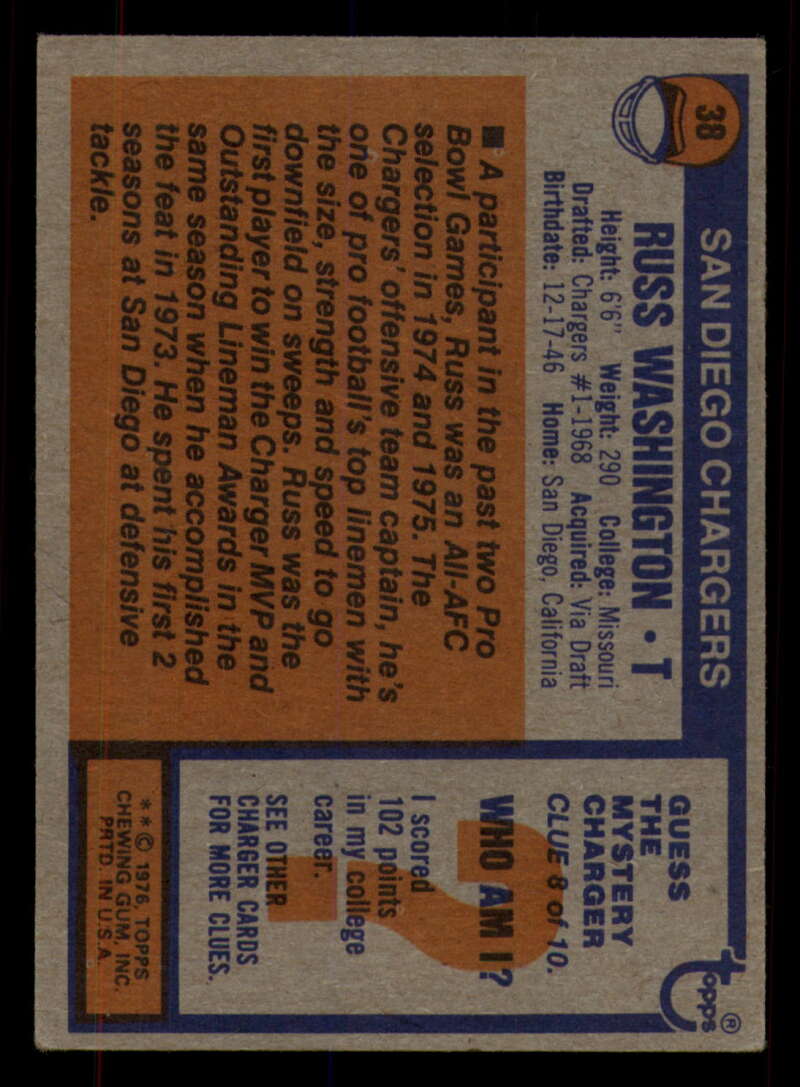 38
SAN DIEGO CHARGERS
RUSS WASHINGTON • T
Height: 6'6" Weight: 290 College: Missouri
Drafted: Chargers #1-1968 Acquired: Via Draft
Birthdate: 12-17-46 Home: San Diego, California
■ A participant in the past two Pro
Bowl Games, Russ was an All-AFC
selection in 1974 and 1975. The
Chargers' offensive team captain, he's
one of pro football's top linemen with
the size, strength and speed to go
downfield on sweeps. Russ was the
first player to win the Charger MVP and
Outstanding Lineman Awards in the
same season when he accomplished
the feat in 1973. He spent his first 2
seasons at San Diego at defensive
tackle.
topps®
GUESS
THE
MYSTERY
CHARGER
CLUE 8 of 10.
?
WHO AM I?
I scored
102 points
in my college
career.
SEE OTHER
CHARGER CARDS
FOR MORE CLUES.
**© 1976, TOPPS
CHEWING GUM, INC.
PRTD. IN U.S.A.